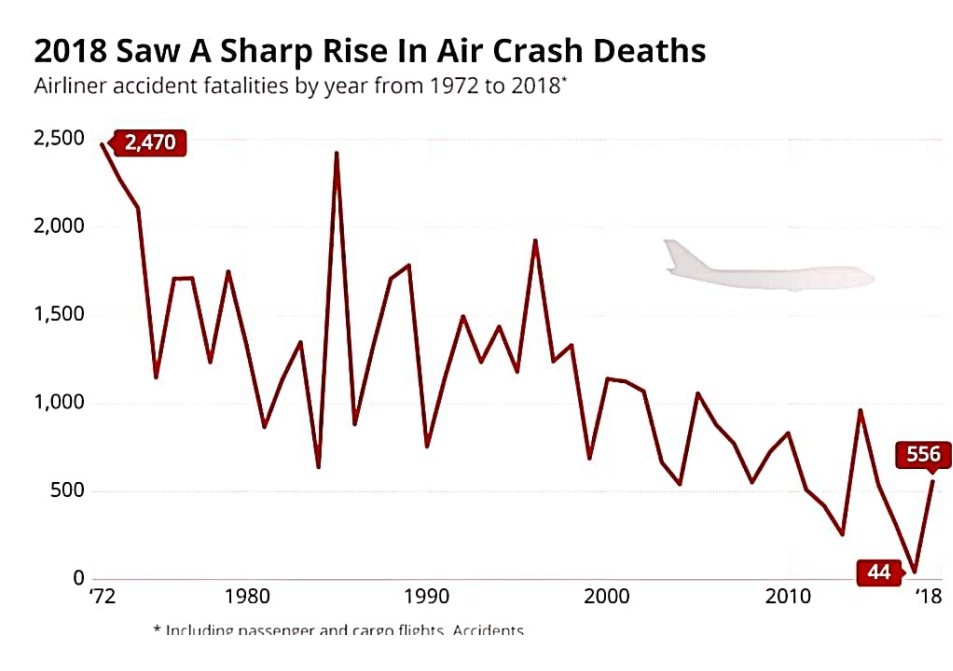 2018 Saw A Sharp Rise In Air Crash Deaths
Airliner accident fatalities by year from 1972 to 2018*
2,500
2,470
2,000
1,500
1,000
556
500
44
0
'72 1980 1990 2000 2010 '18
* Including passenger and cargo flights. Accidents